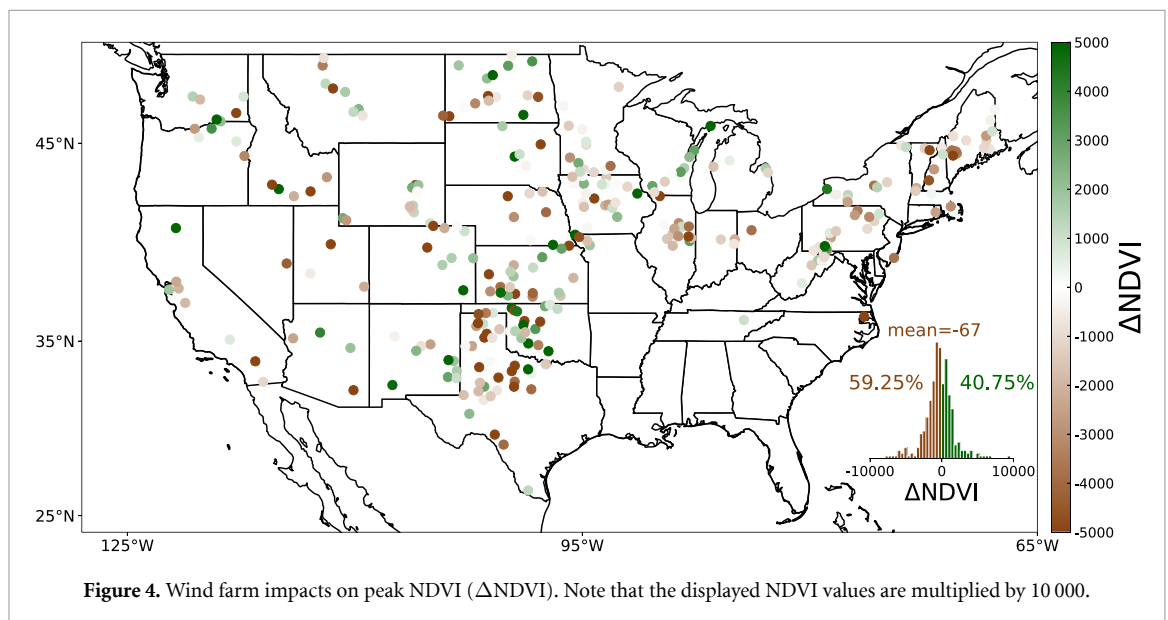 45°N
35°N
25°N
125°W
95°W
65°W
mean=-67
59.25%
40.75%
-10000
0
10000
ΔNDVI
5000
4000
3000
2000
1000
0
-1000
-2000
-3000
-4000
-5000
ΔNDVI
Figure 4. Wind farm impacts on peak NDVI (ΔNDVI). Note that the displayed NDVI values are multiplied by 10 000.